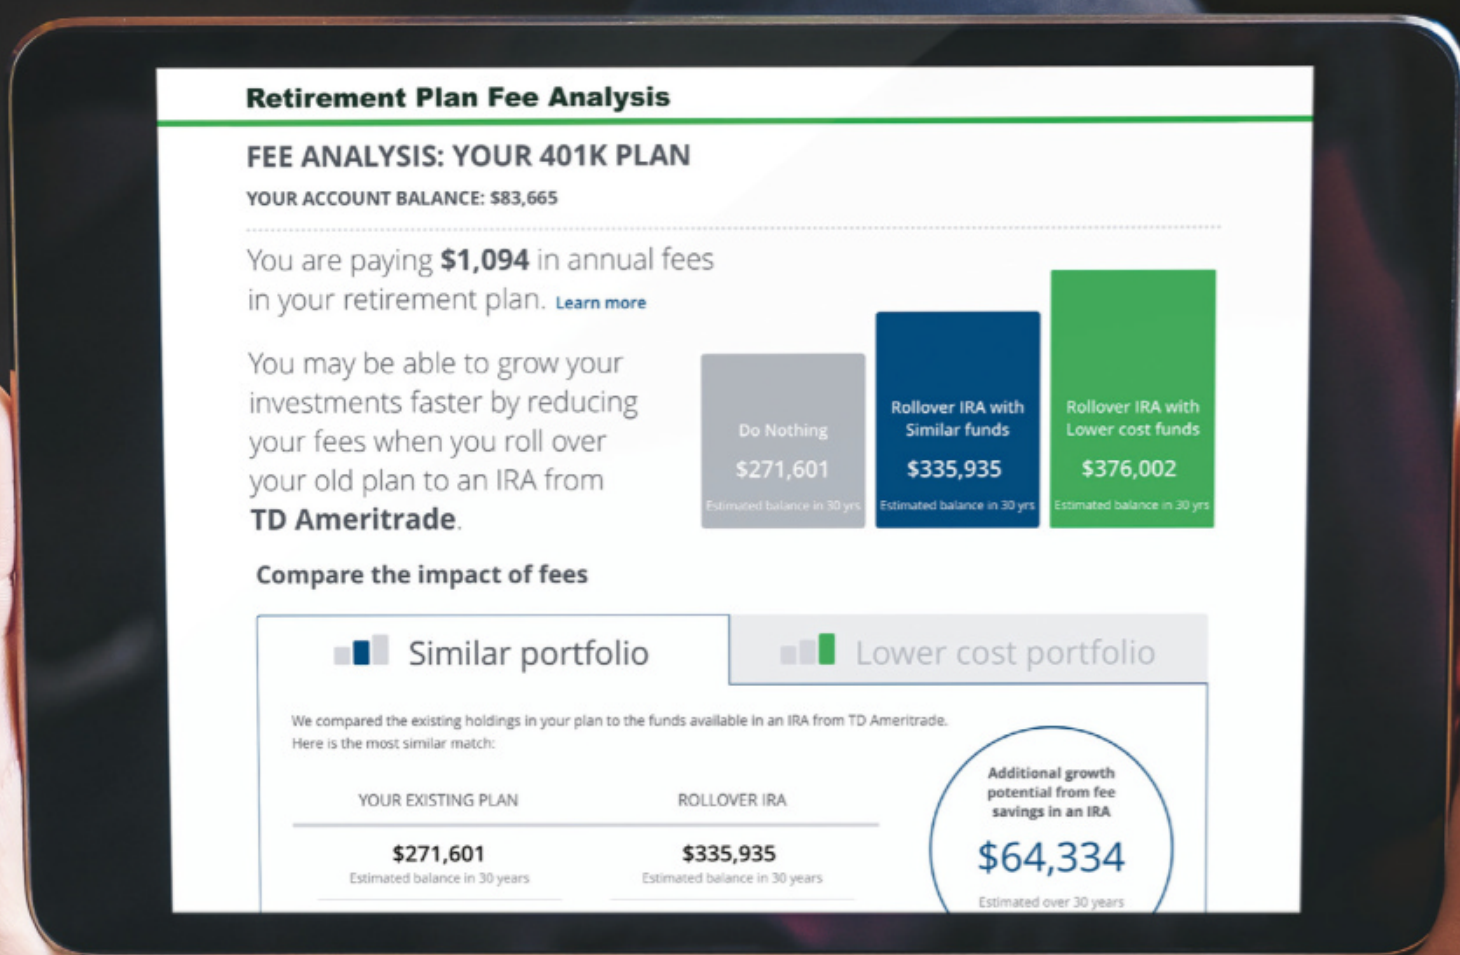 Retirement Plan Fee Analysis
FEE ANALYSIS: YOUR 401K PLAN
YOUR ACCOUNT BALANCE: $83,665
You are paying $1,094 in annual fees
in your retirement plan. Learn more
You may be able to grow your
investments faster by reducing
your fees when you roll over
your old plan to an IRA from
TD Ameritrade.
Do Nothing
$271,601
Estimated balance in 30 yrs
Rollover IRA with
Similar funds
$335,935
Estimated balance in 30 yrs
Rollover IRA with
Lower cost funds
$376,002
Estimated balance in 30 yrs
Compare the impact of fees
Similar portfolio
Lower cost portfolio
We compared the existing holdings in your plan to the funds available in an IRA from TD Ameritrade.
Here is the most similar match:
YOUR EXISTING PLAN
$271,601
Estimated balance in 30 years
ROLLOVER IRA
$335,935
Estimated balance in 30 years
Additional growth
potential from fee
savings in an IRA
$64,334
Estimated over 30 years